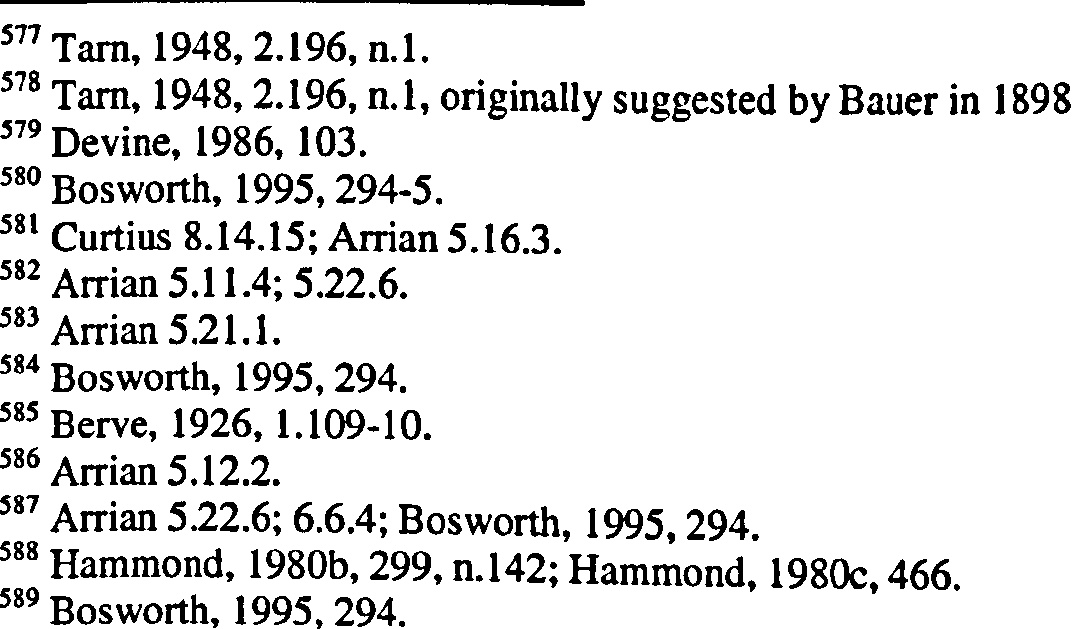 577 Tarn, 1948, 2.196, n.1.
578 Tarn, 1948, 2.196, n.1, originally suggested by Bauer in 1898
579 Devine, 1986, 103.
580 Bosworth, 1995, 294-5.
581 Curtius 8.14.15; Arrian 5.16.3.
582 Arrian 5.11.4; 5.22.6.
583 Arrian 5.21.1.
584 Bosworth, 1995, 294.
585 Berve, 1926, 1.109-10.
586 Arrian 5.12.2.
587 Arrian 5.22.6; 6.6.4; Bosworth, 1995, 294.
588 Hammond, 1980b, 299, n.142; Hammond, 1980c, 466.
589 Bosworth, 1995, 294.